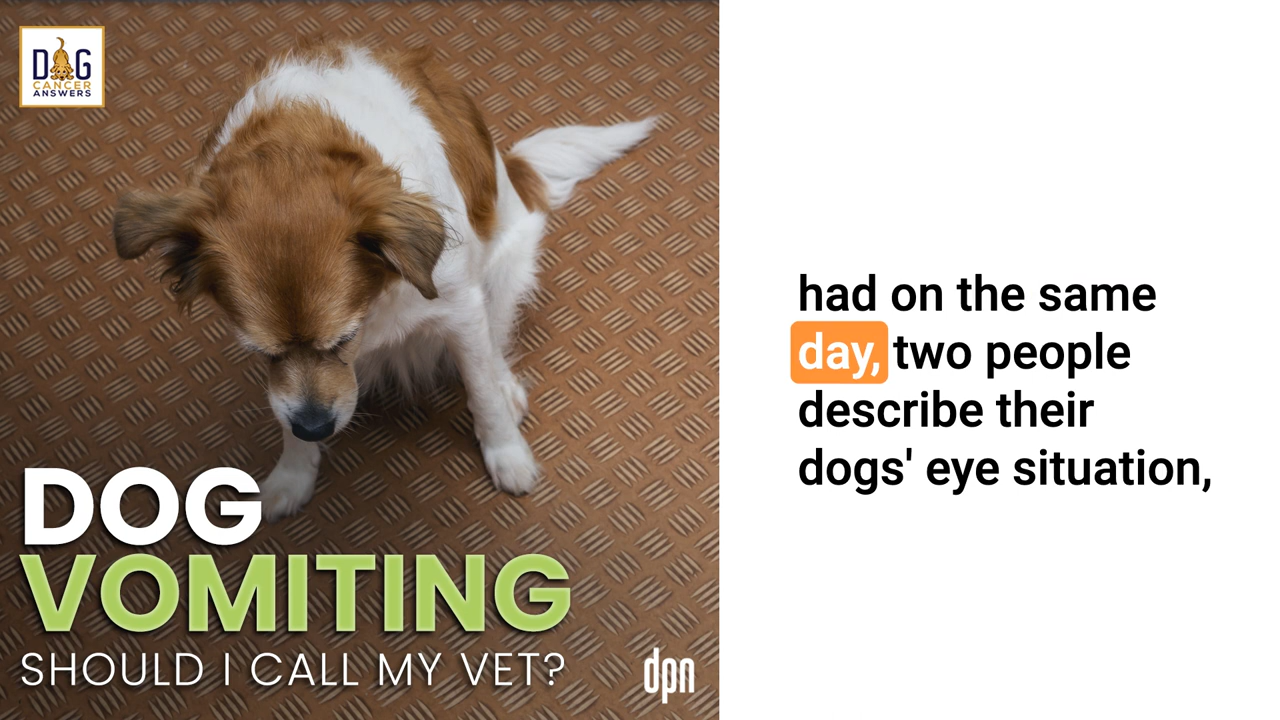 DOG
CANCER
ANSWERS
DOG
VOMITING
SHOULD I CALL MY VET?
dpn
had on the same
day, two people
describe their
dogs' eye situation,